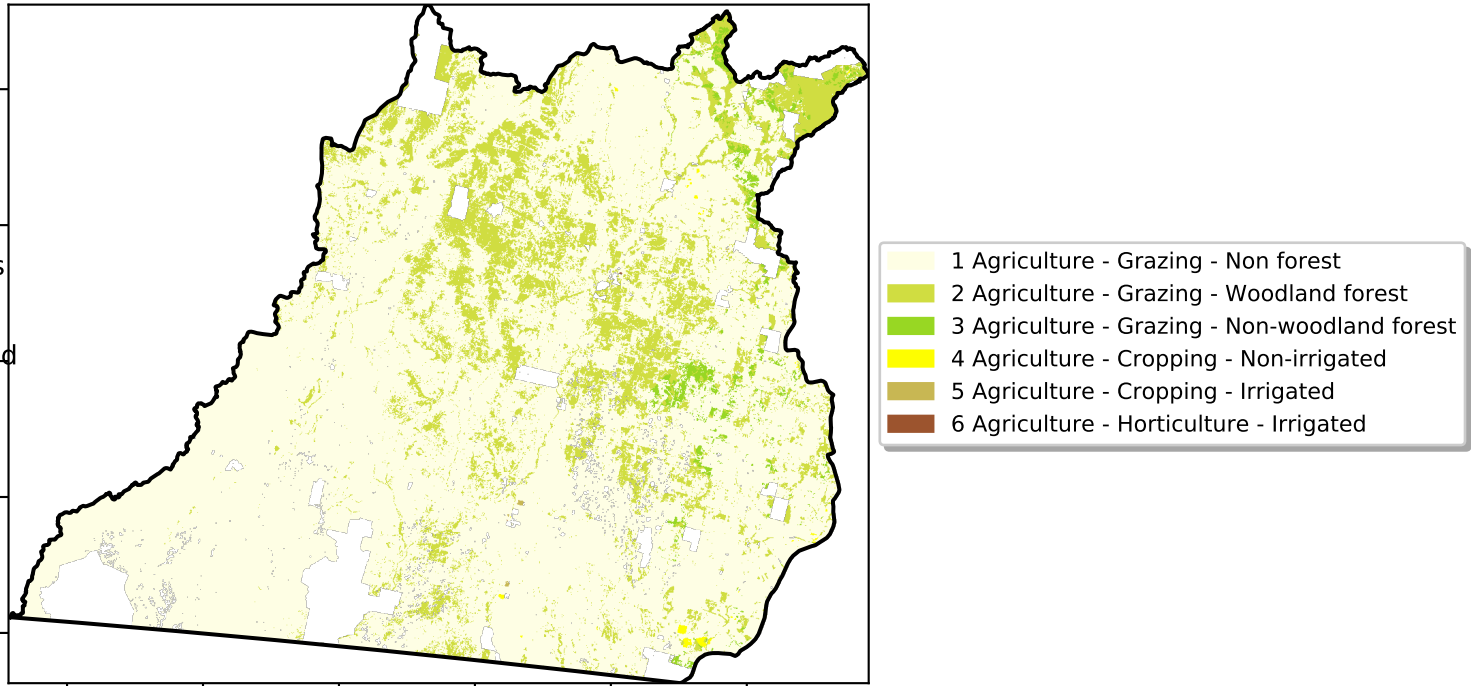 s
d
1 Agriculture - Grazing - Non forest
2 Agriculture - Grazing - Woodland forest
3 Agriculture - Grazing - Non-woodland forest
4 Agriculture - Cropping - Non-irrigated
5 Agriculture - Cropping - Irrigated
6 Agriculture - Horticulture - Irrigated